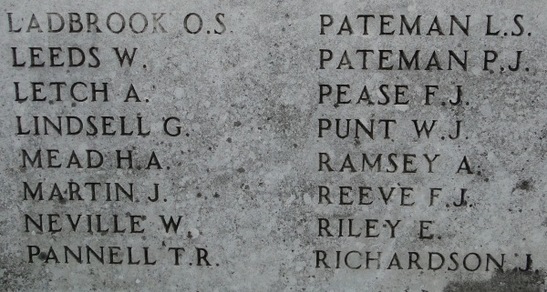 LADBROOK O.S.
LEEDS W.
LETCH A.
LINDSELL G.
MEAD H.A.
MARTIN J.
NEVILLE W.
PANNELL T.R.
PATEMAN L.S.
PATEMAN P.J.
PEASE F.J.
PUNT W.J.
RAMSEY A.
REEVE F.J.
RILEY E.
RICHARDSON J.